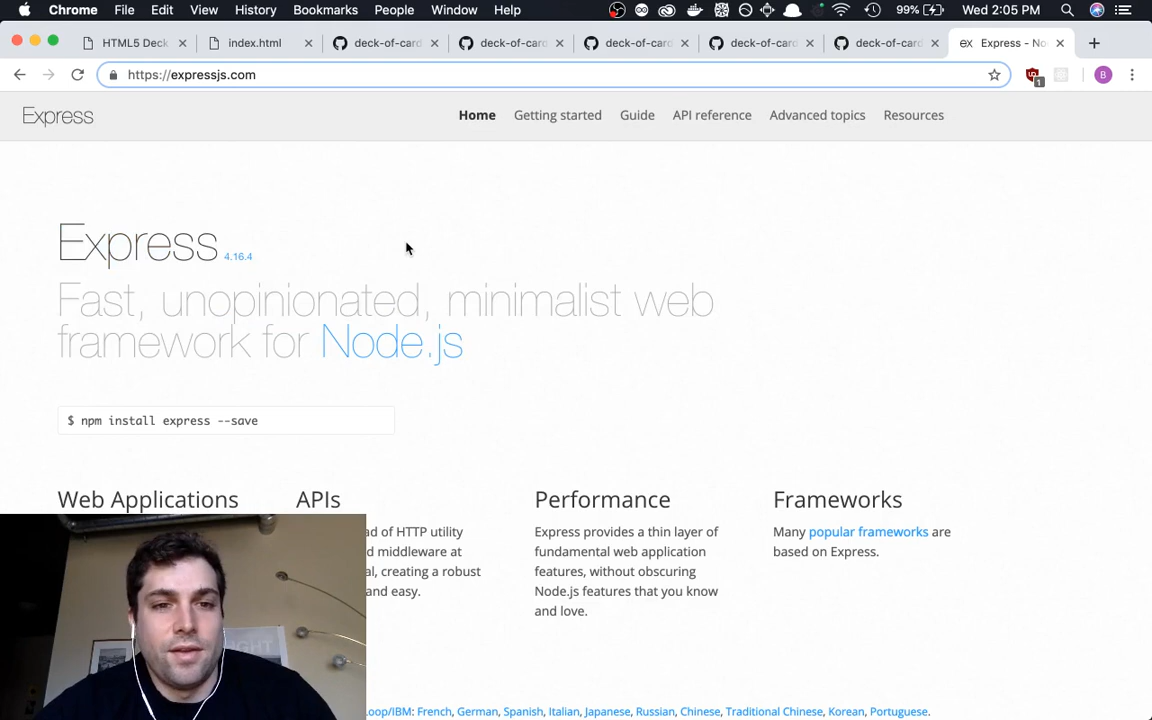 Chrome File Edit View History Bookmarks People Window Help 99% Wed 2:05 PM
HTML5 Deck index.html deck-of-card deck-of-card deck-of-card deck-of-card deck-of-card Express - No
https://expressjs.com
1
B
Express Home Getting started Guide API reference Advanced topics Resources
Express 4.16.4
Fast, unopinionated, minimalist web
framework for Node.js
$ npm install express --save
Web Applications
APIs
ad of HTTP utility
d middleware at
al, creating a robust
and easy.
Performance
Express provides a thin layer of
fundamental web application
features, without obscuring
Node.js features that you know
and love.
Frameworks
Many popular frameworks are
based on Express.
oop/IBM: French, German, Spanish, Italian, Japanese, Russian, Chinese, Traditional Chinese, Korean, Portuguese.